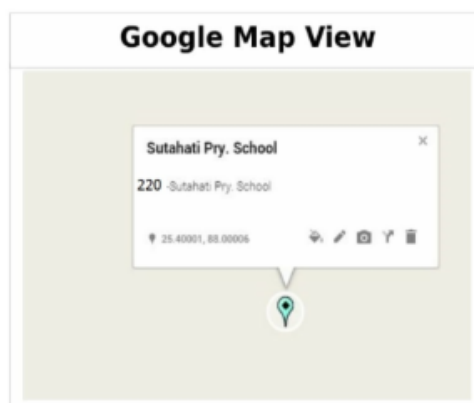 Google Map View
Sutahati Pry. School
220 -Sutahati Pry. School
25.40001, 88.00006